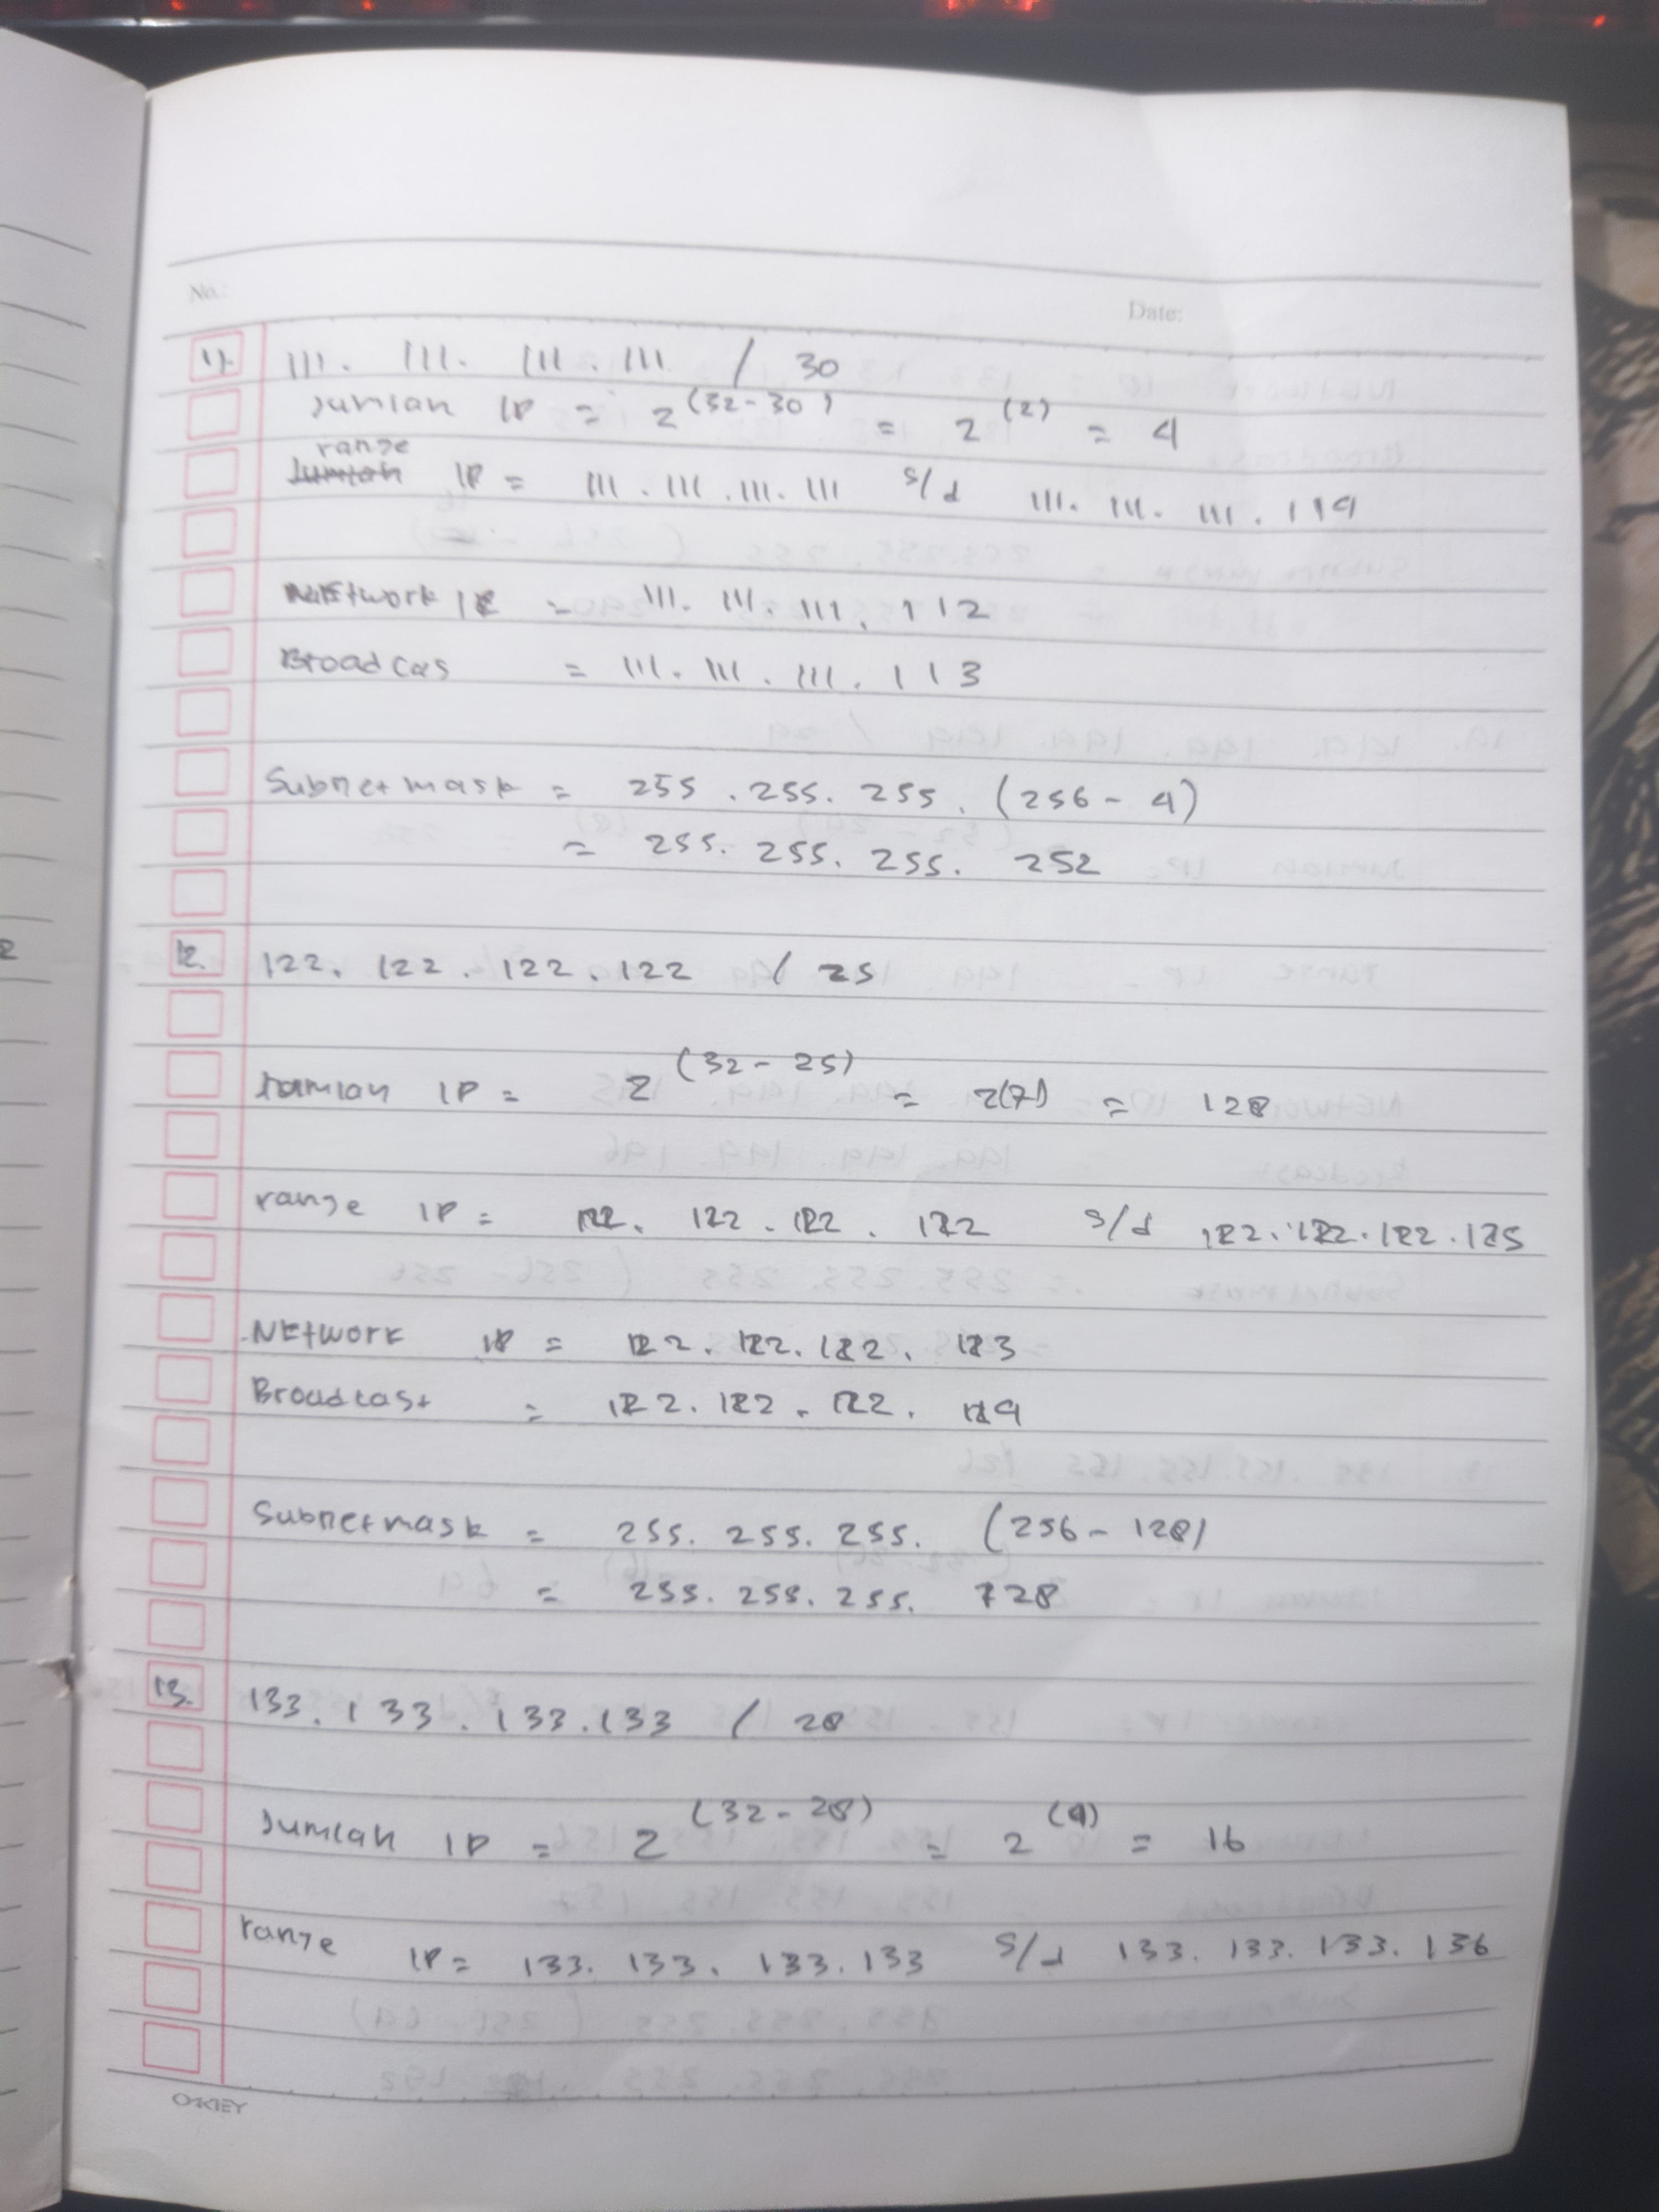 No.:
Date:
11. 111. 111. 111. 111 / 30
Jumlah IP = 2 (32-30) = 2 (2) = 4
range
Jumlah IP = 111.111.111.111 s/d 111.111.111.114
Network IP = 111.111.111.112
Broadcas = 111.111.111.113
Subnetmask = 255.255.255.(256-4)
= 255.255.255.252
12. 122.122.122.122 / 25
Jumlah IP = 2 (32-25) = 2(7) = 128
range IP = 122.122.122.122 s/d 122.122.122.125
Network IP = 122.122.122.123
Broadcast = 122.122.122.124
Subnetmask = 255.255.255.(256-128)
= 255.255.255.128
13. 133.133.133.133 / 28
Jumlah IP = 2 (32-28) = 2 (4) = 16
range IP = 133.133.133.133 s/d 133.133.133.136
OKEY